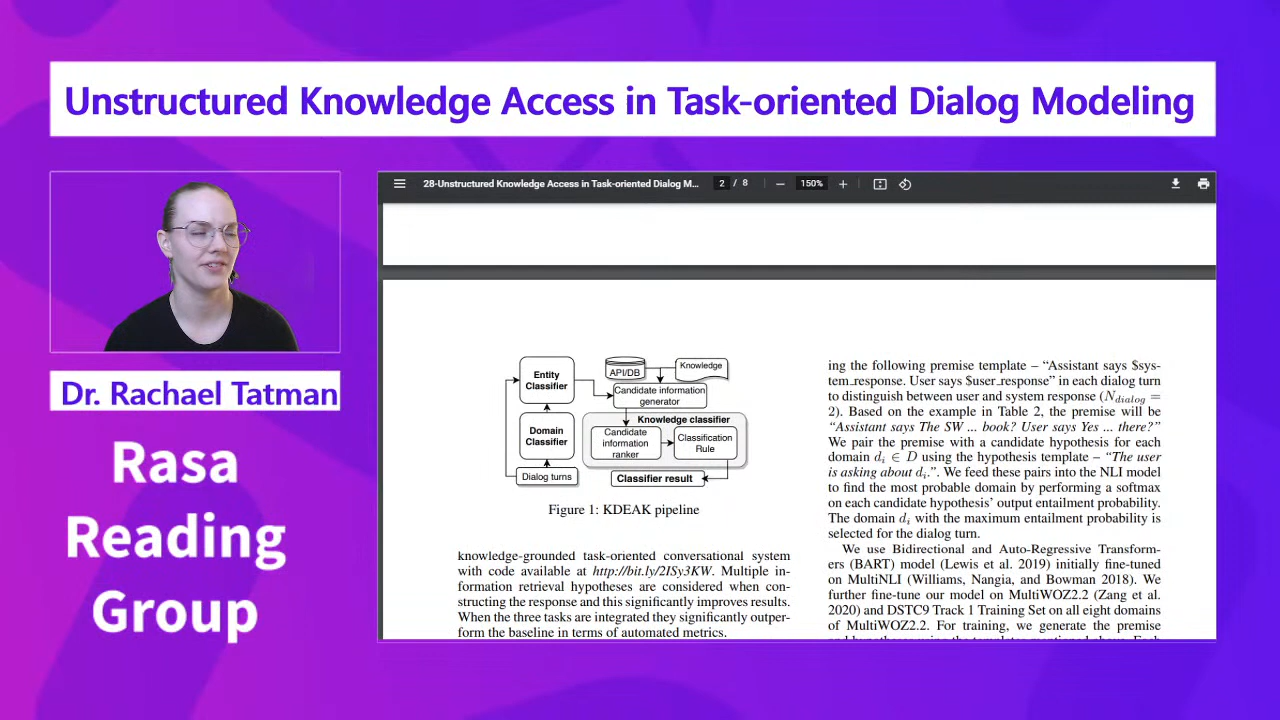 Unstructured Knowledge Access in Task-oriented Dialog Modeling
28-Unstructured Knowledge Access in Task-oriented Dialog M...
2 / 8
150%
Dr. Rachael Tatman
Rasa
Reading
Group
Entity
Classifier
Domain
Classifier
Dialog turns
API/DB
Knowledge
Candidate information
generator
Knowledge classifier
Candidate
information
ranker
Classification
Rule
Classifier result
Figure 1: KDEAK pipeline
knowledge-grounded task-oriented conversational system
with code available at http://bit.ly/2ISy3KW. Multiple in-
formation retrieval hypotheses are considered when con-
structing the response and this significantly improves results.
When the three tasks are integrated they significantly outper-
form the baseline in terms of automated metrics.
ing the following premise template – “Assistant says $sys-
tem_response. User says $user_response” in each dialog turn
to distinguish between user and system response (N_dialog =
2). Based on the example in Table 2, the premise will be
“Assistant says The SW ... book? User says Yes ... there?”
We pair the premise with a candidate hypothesis for each
domain d_i ∈ D using the hypothesis template – “The user
is asking about d_i.”. We feed these pairs into the NLI model
to find the most probable domain by performing a softmax
on each candidate hypothesis’ output entailment probability.
The domain d_i with the maximum entailment probability is
selected for the dialog turn.
We use Bidirectional and Auto-Regressive Transform-
ers (BART) model (Lewis et al. 2019) initially fine-tuned
on MultiNLI (Williams, Nangia, and Bowman 2018). We
further fine-tune our model on MultiWOZ2.2 (Zang et al.
2020) and DSTC9 Track 1 Training Set on all eight domains
of MultiWOZ2.2. For training, we generate the premise